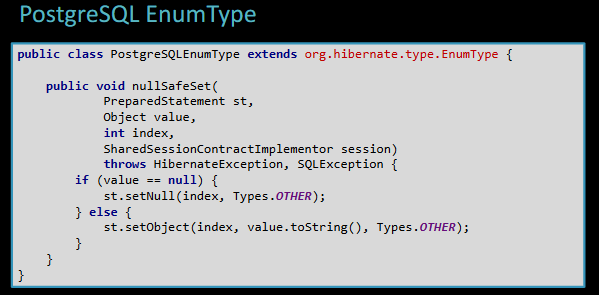 PostgreSQL EnumType
public class PostgreSQLEnumType extends org.hibernate.type.EnumType {
public void nullSafeSet(
PreparedStatement st,
Object value,
int index,
SharedSessionContractImplementor session)
throws HibernateException, SQLException {
if (value == null) {
st.setNull(index, Types.OTHER);
} else {
st.setObject(index, value.toString(), Types.OTHER);
}
}
}